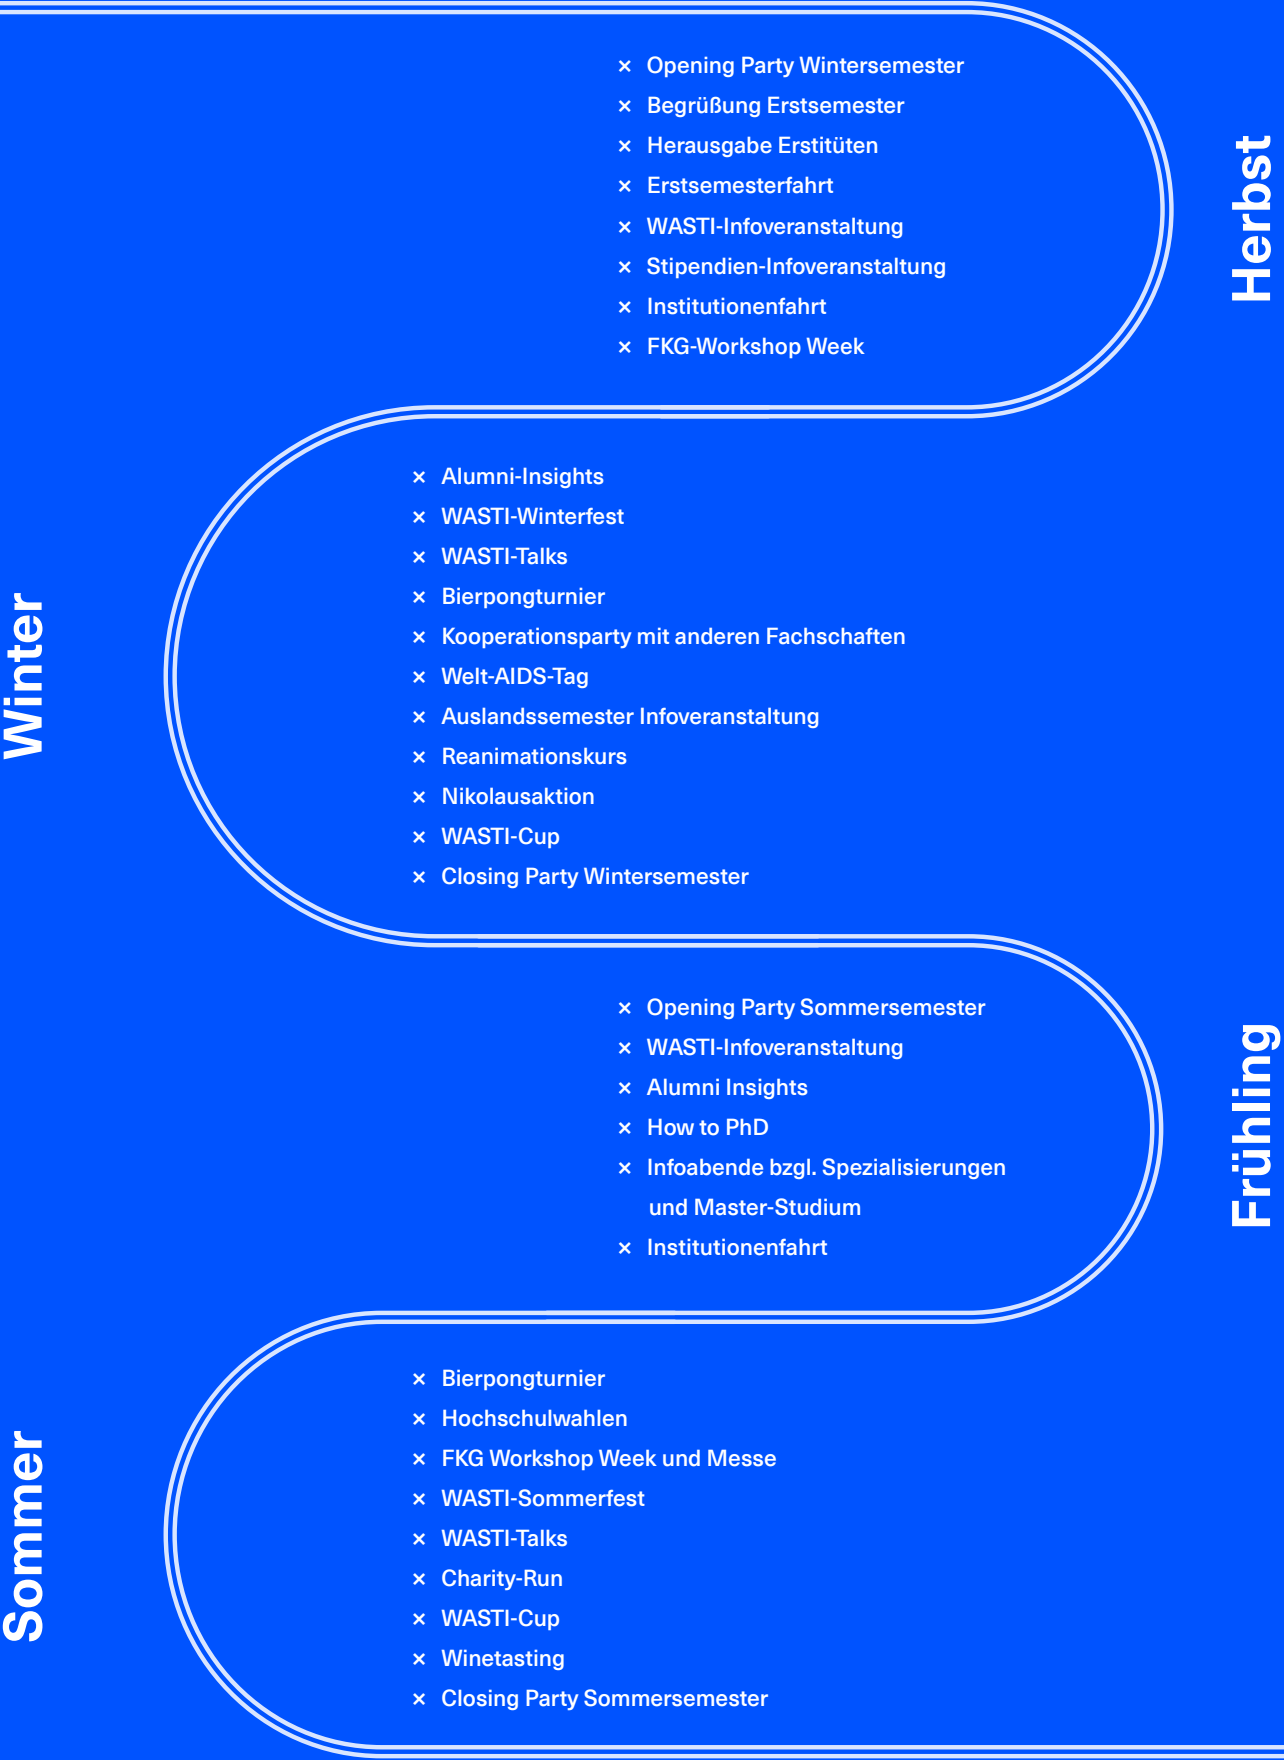 Herbst
× Opening Party Wintersemester
× Begrüßung Erstsemester
× Herausgabe Erstitüten
× Erstsemesterfahrt
× WASTI-Infoveranstaltung
× Stipendien-Infoveranstaltung
× Institutionenfahrt
× FKG-Workshop Week
Winter
× Alumni-Insights
× WASTI-Winterfest
× WASTI-Talks
× Bierpongturnier
× Kooperationsparty mit anderen Fachschaften
× Welt-AIDS-Tag
× Auslandssemester Infoveranstaltung
× Reanimationskurs
× Nikolausaktion
× WASTI-Cup
× Closing Party Wintersemester
Frühling
× Opening Party Sommersemester
× WASTI-Infoveranstaltung
× Alumni Insights
× How to PhD
× Infoabende bzgl. Spezialisierungen
und Master-Studium
× Institutionenfahrt
Sommer
× Bierpongturnier
× Hochschulwahlen
× FKG Workshop Week und Messe
× WASTI-Sommerfest
× WASTI-Talks
× Charity-Run
× WASTI-Cup
× Winetasting
× Closing Party Sommersemester